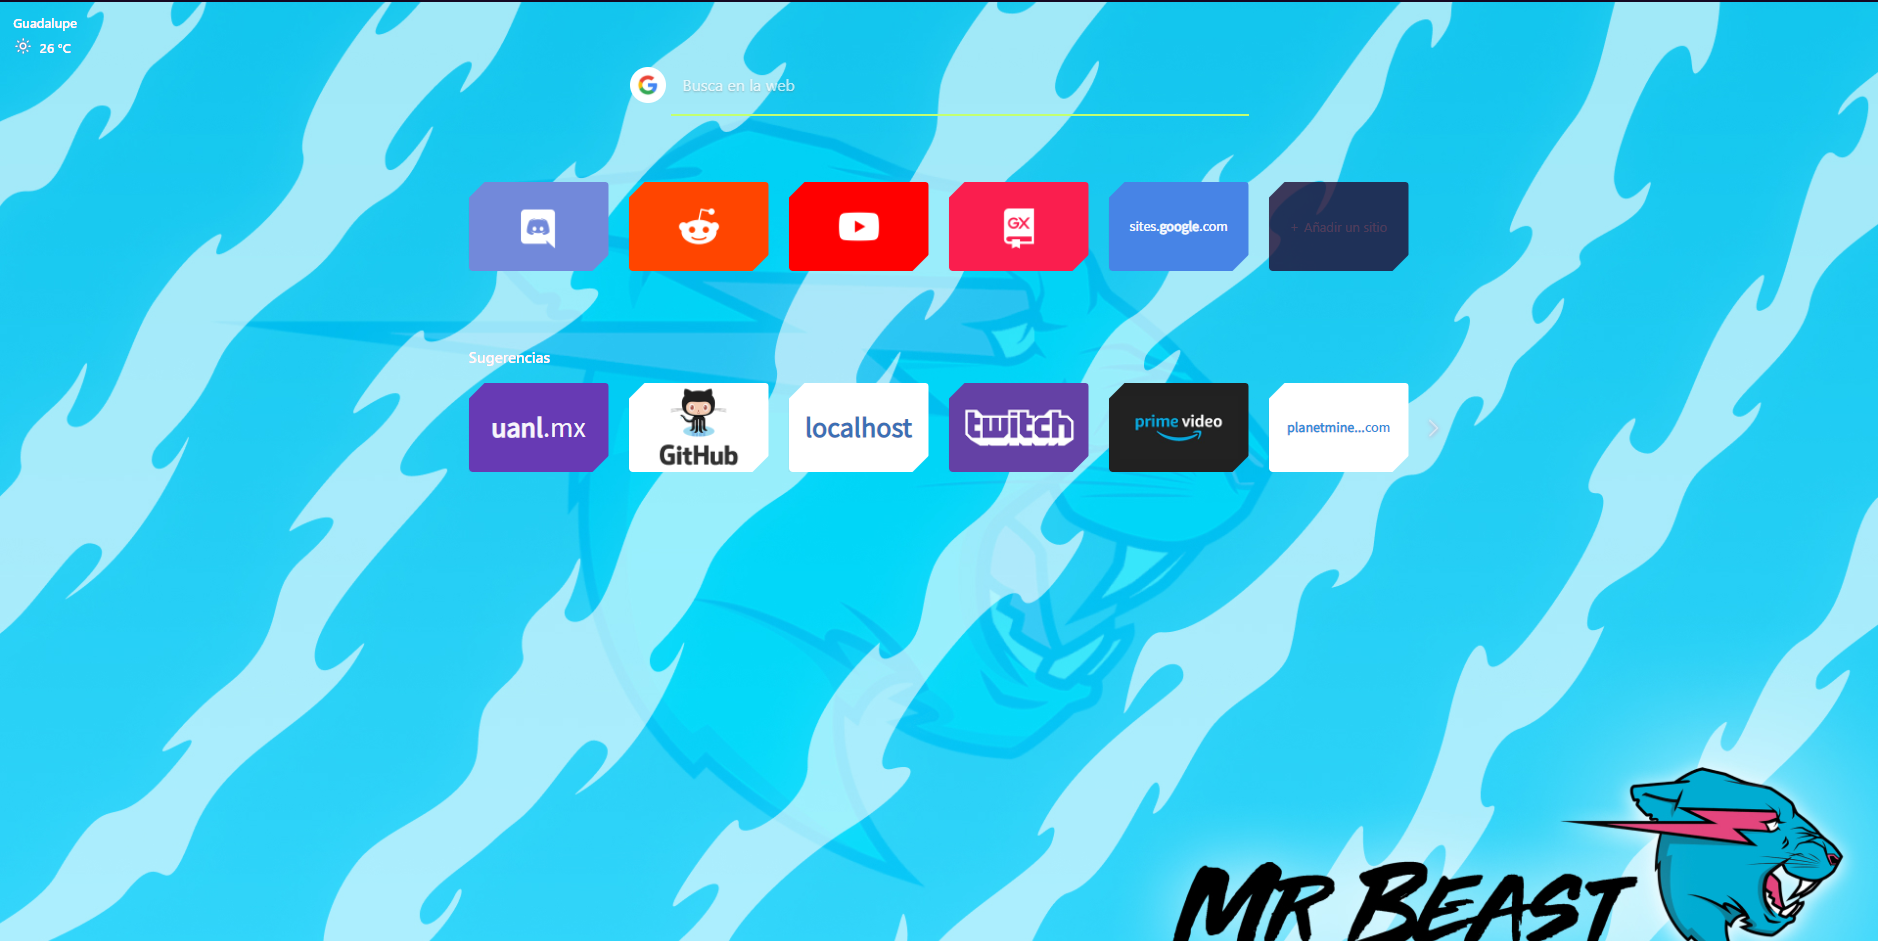 Guadalupe
26 °C
Busca en la web
GX
sites.google.com
+ Añadir un sitio
Sugerencias
uanl.mx
GitHub
localhost
twitch
prime video
planetmine...com
MR BEAST